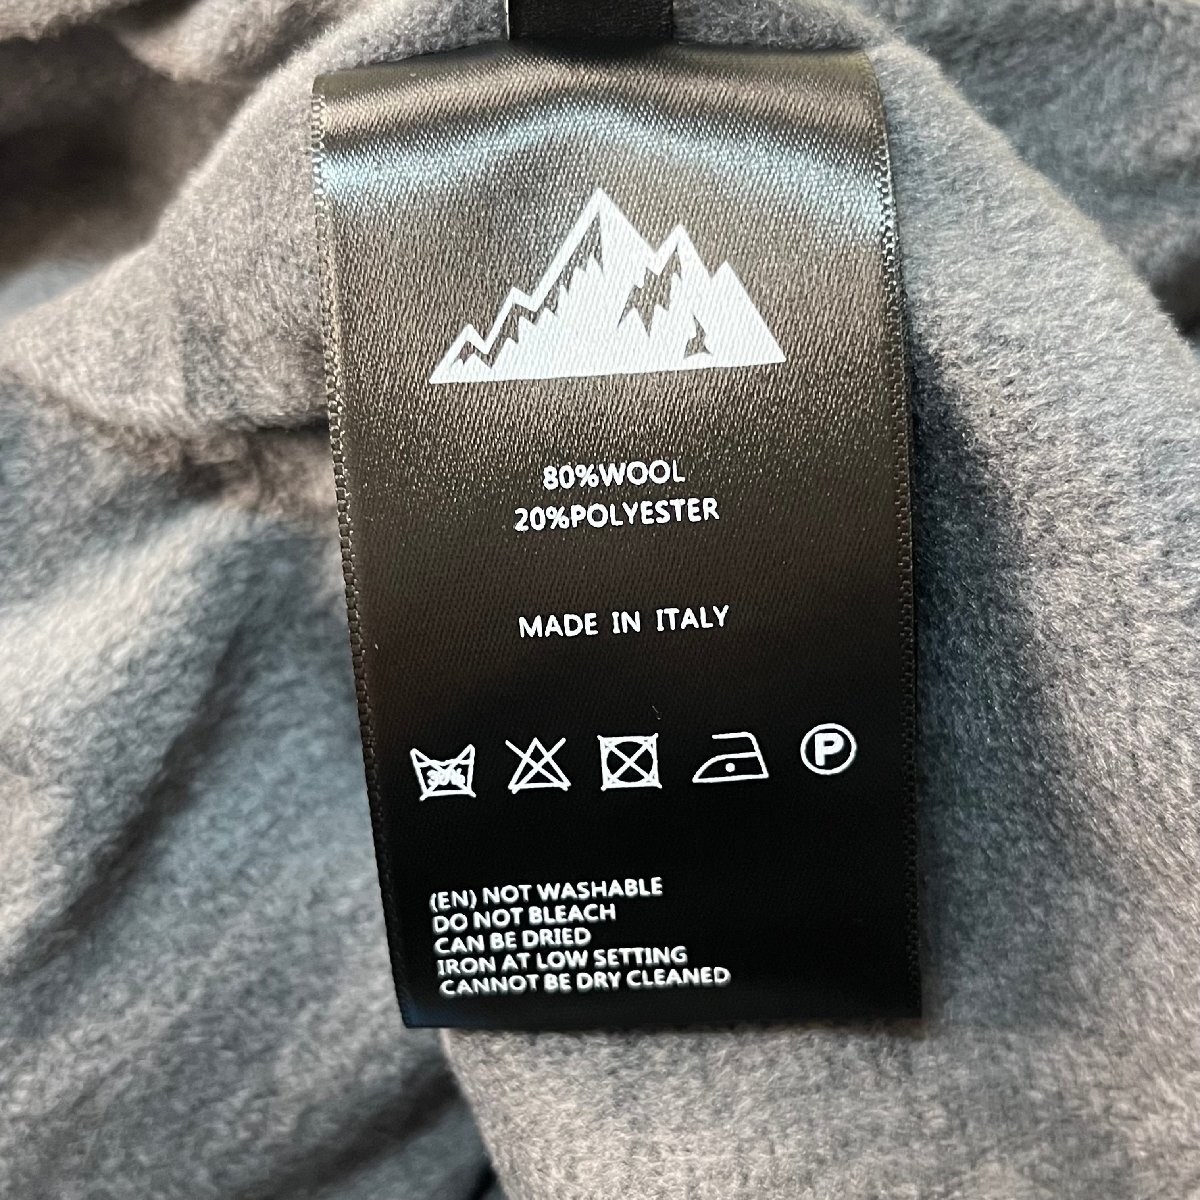 80%WOOL
20%POLYESTER
MADE IN ITALY
P
(EN) NOT WASHABLE
DO NOT BLEACH
CAN BE DRIED
IRON AT LOW SETTING
CANNOT BE DRY CLEANED